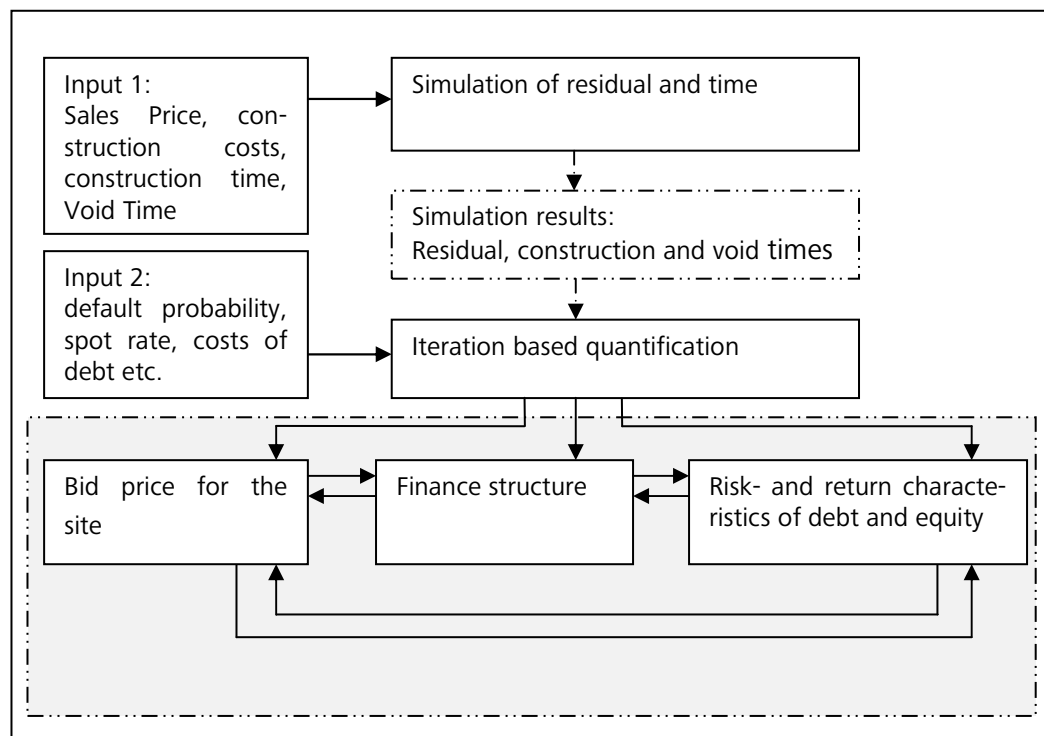 Input 1:
Sales Price, con-
struction costs,
construction time,
Void Time
Simulation of residual and time
Simulation results:
Residual, construction and void times
Input 2:
default probability,
spot rate, costs of
debt etc.
Iteration based quantification
Bid price for the
site
Finance structure
Risk- and return characte-
ristics of debt and equity